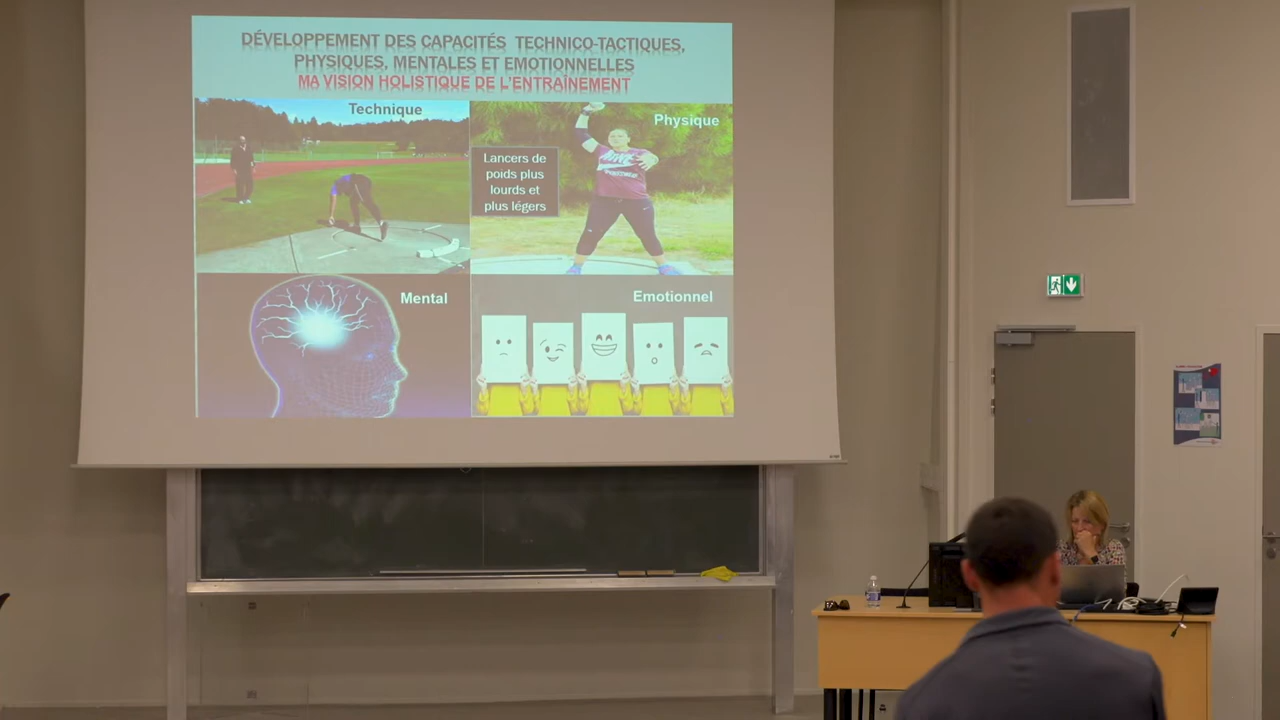 DÉVELOPPEMENT DES CAPACITÉS TECHNICO-TACTIQUES,
PHYSIQUES, MENTALES ET EMOTIONNELLES
MA VISION HOLISTIQUE DE L'ENTRAÎNEMENT
Technique
Physique
Lancers de
poids plus
lourds et
plus légers
Mental
Emotionnel